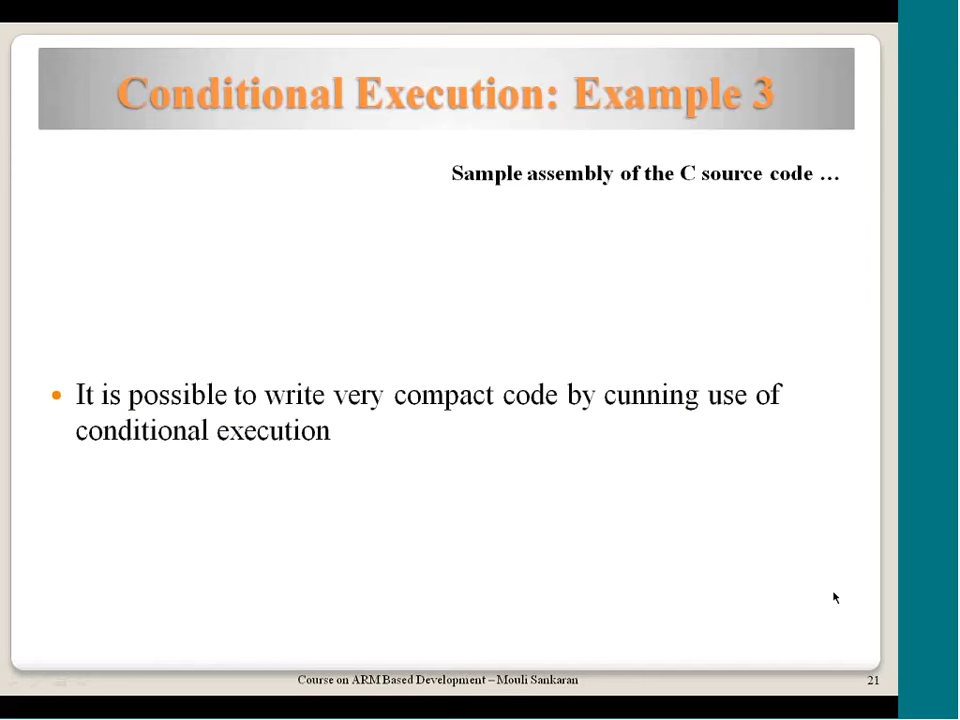 Conditional Execution: Example 3
Sample assembly of the C source code …
• It is possible to write very compact code by cunning use of
conditional execution
Course on ARM Based Development – Mouli Sankaran
21